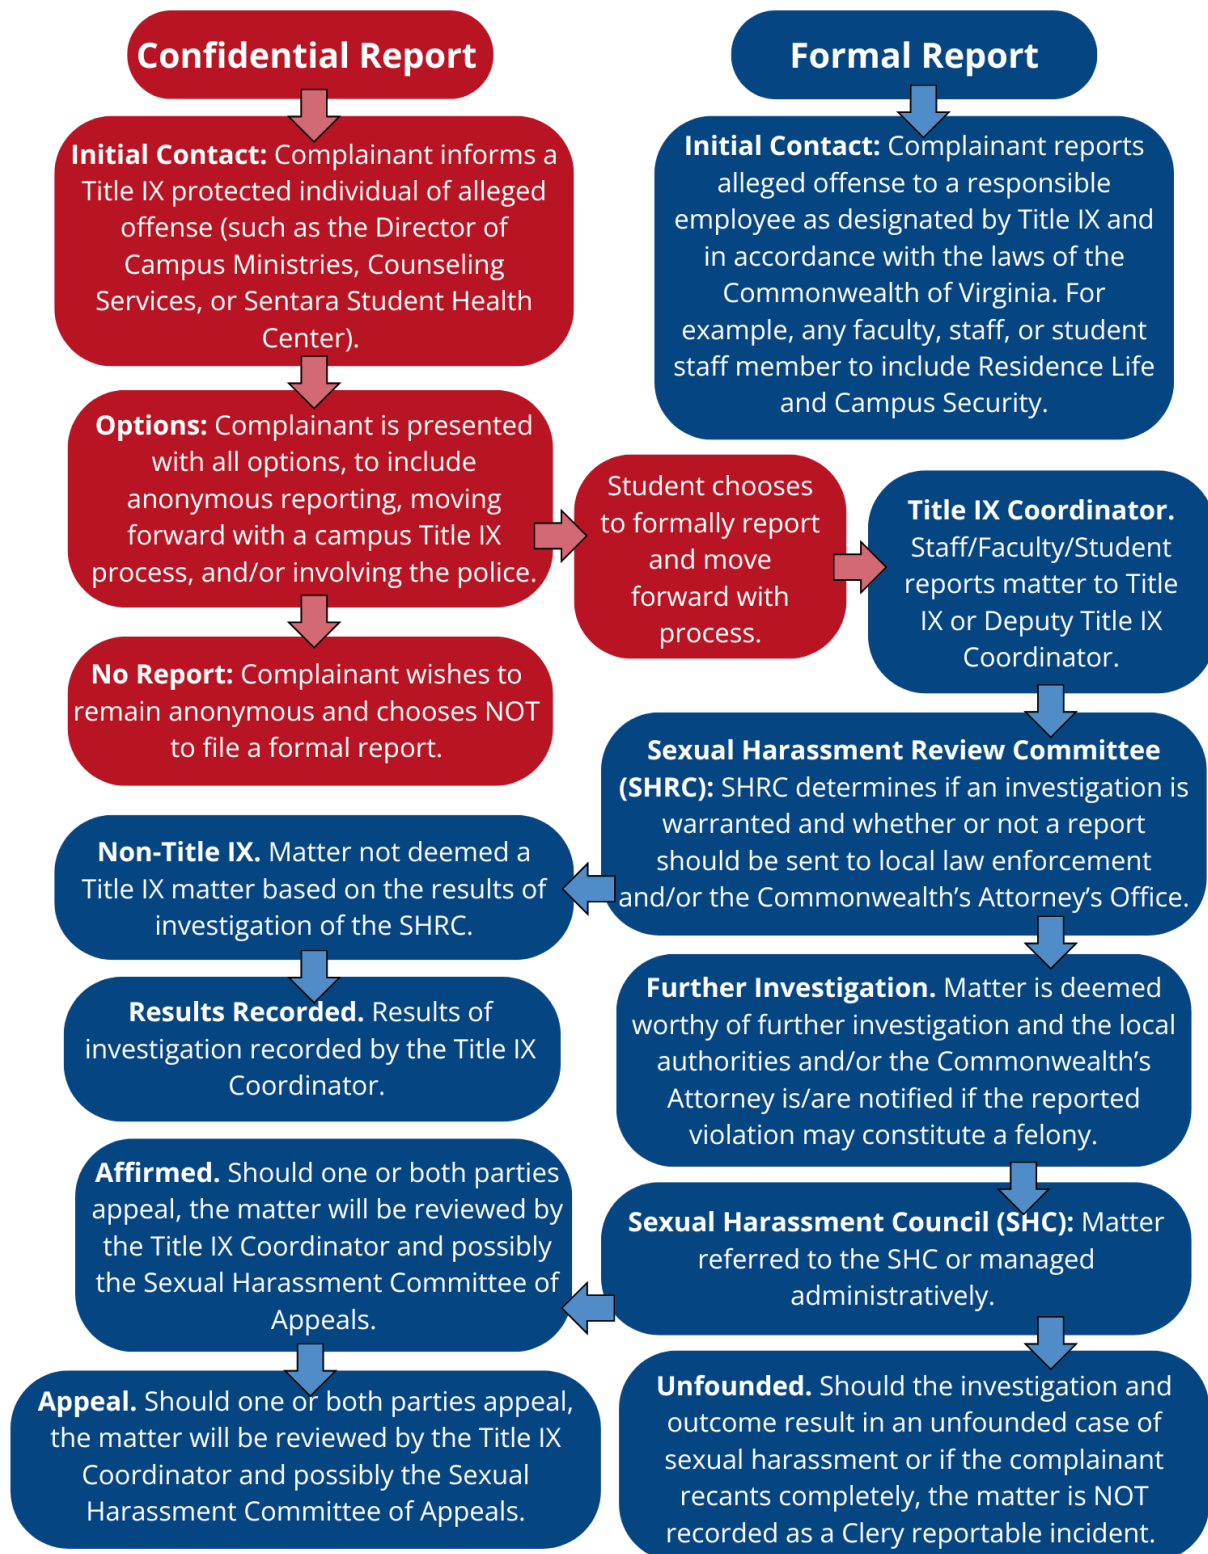 Confidential Report
Initial Contact: Complainant informs a
Title IX protected individual of alleged
offense (such as the Director of
Campus Ministries, Counseling
Services, or Sentara Student Health
Center).
Options: Complainant is presented
with all options, to include
anonymous reporting, moving
forward with a campus Title IX
process, and/or involving the police.
No Report: Complainant wishes to
remain anonymous and chooses NOT
to file a formal report.
Student chooses
to formally report
and move
forward with
process.
Formal Report
Initial Contact: Complainant reports
alleged offense to a responsible
employee as designated by Title IX and
in accordance with the laws of the
Commonwealth of Virginia. For
example, any faculty, staff, or student
staff member to include Residence Life
and Campus Security.
Title IX Coordinator.
Staff/Faculty/Student
reports matter to Title
IX or Deputy Title IX
Coordinator.
Sexual Harassment Review Committee
(SHRC): SHRC determines if an investigation is
warranted and whether or not a report
should be sent to local law enforcement
and/or the Commonwealth’s Attorney’s Office.
Non-Title IX. Matter not deemed a
Title IX matter based on the results of
investigation of the SHRC.
Results Recorded. Results of
investigation recorded by the Title IX
Coordinator.
Further Investigation. Matter is deemed
worthy of further investigation and the local
authorities and/or the Commonwealth’s
Attorney is/are notified if the reported
violation may constitute a felony.
Sexual Harassment Council (SHC): Matter
referred to the SHC or managed
administratively.
Affirmed. Should one or both parties
appeal, the matter will be reviewed by
the Title IX Coordinator and possibly
the Sexual Harassment Committee of
Appeals.
Appeal. Should one or both parties appeal,
the matter will be reviewed by the Title IX
Coordinator and possibly the Sexual
Harassment Committee of Appeals.
Unfounded. Should the investigation and
outcome result in an unfounded case of
sexual harassment or if the complainant
recants completely, the matter is NOT
recorded as a Clery reportable incident.